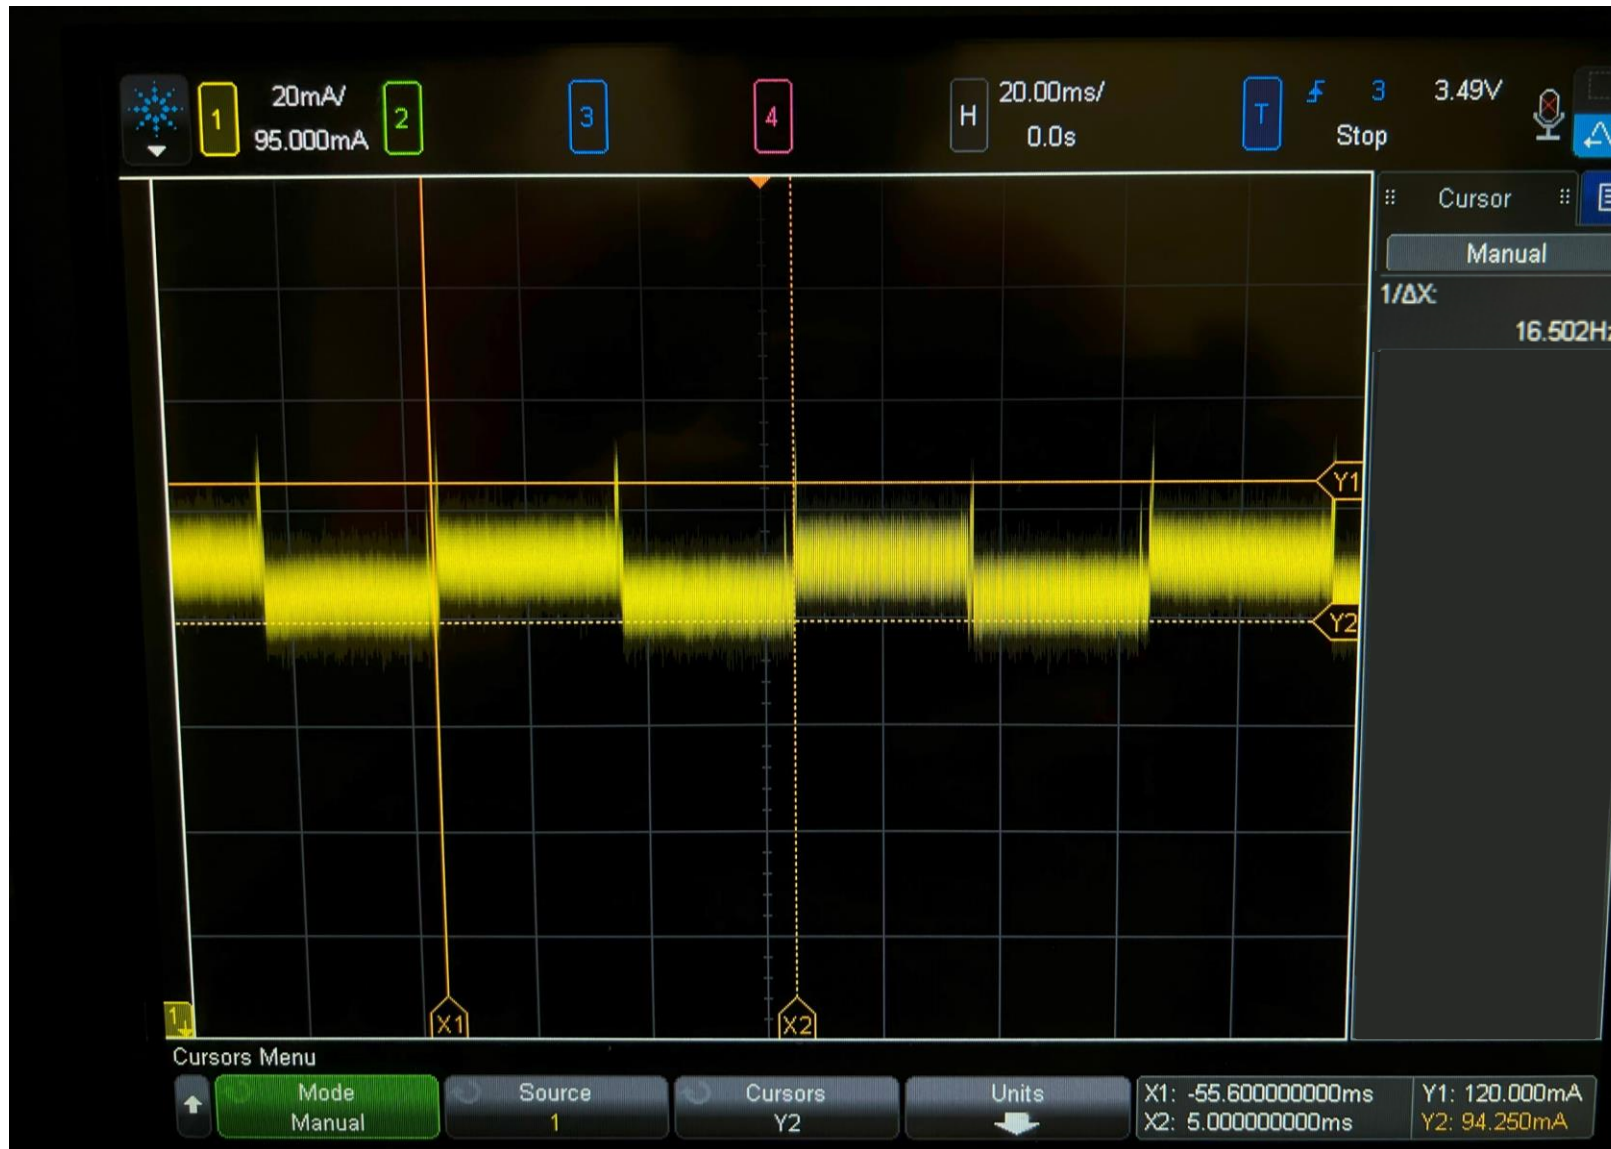 1
20mA/
95.000mA
2
3
4
H
20.00ms/
0.0s
T
3
3.49V
Stop
Cursor
Manual
1/ΔX:
16.502Hz
Y1
Y2
1
X1
X2
Cursors Menu
Mode
Manual
Source
1
Cursors
Y2
Units
X1: -55.600000000ms
X2: 5.000000000ms
Y1: 120.000mA
Y2: 94.250mA